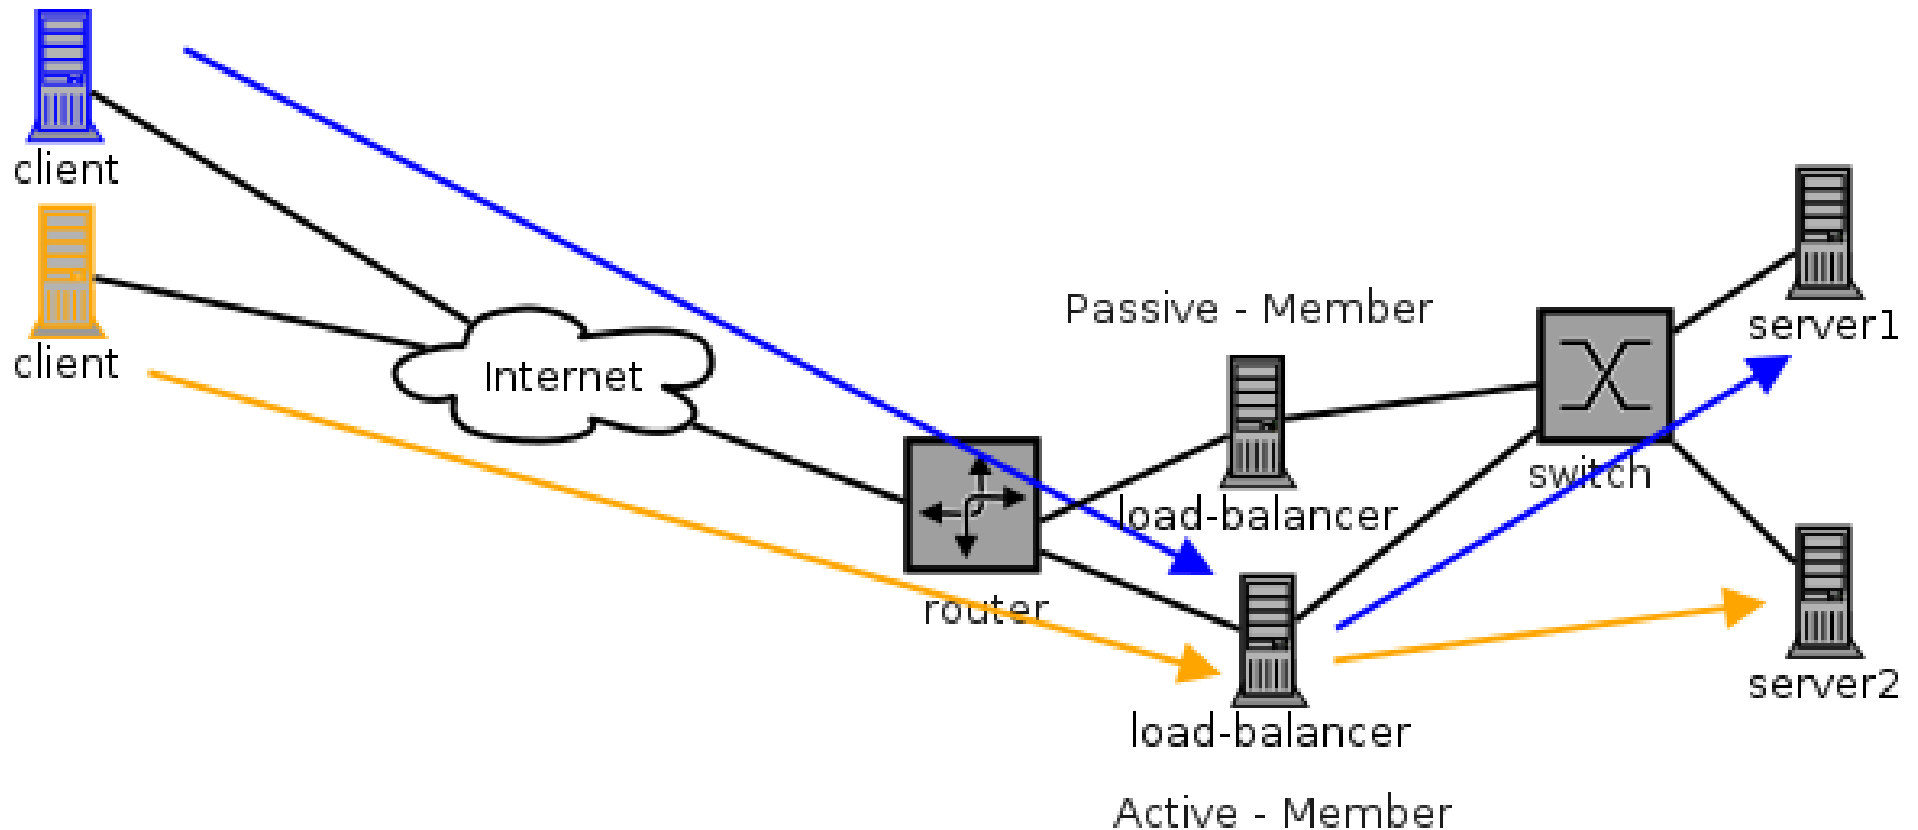 client
client
Internet
Passive - Member
server1
switch
load-balancer
router
server2
load-balancer
Active - Member